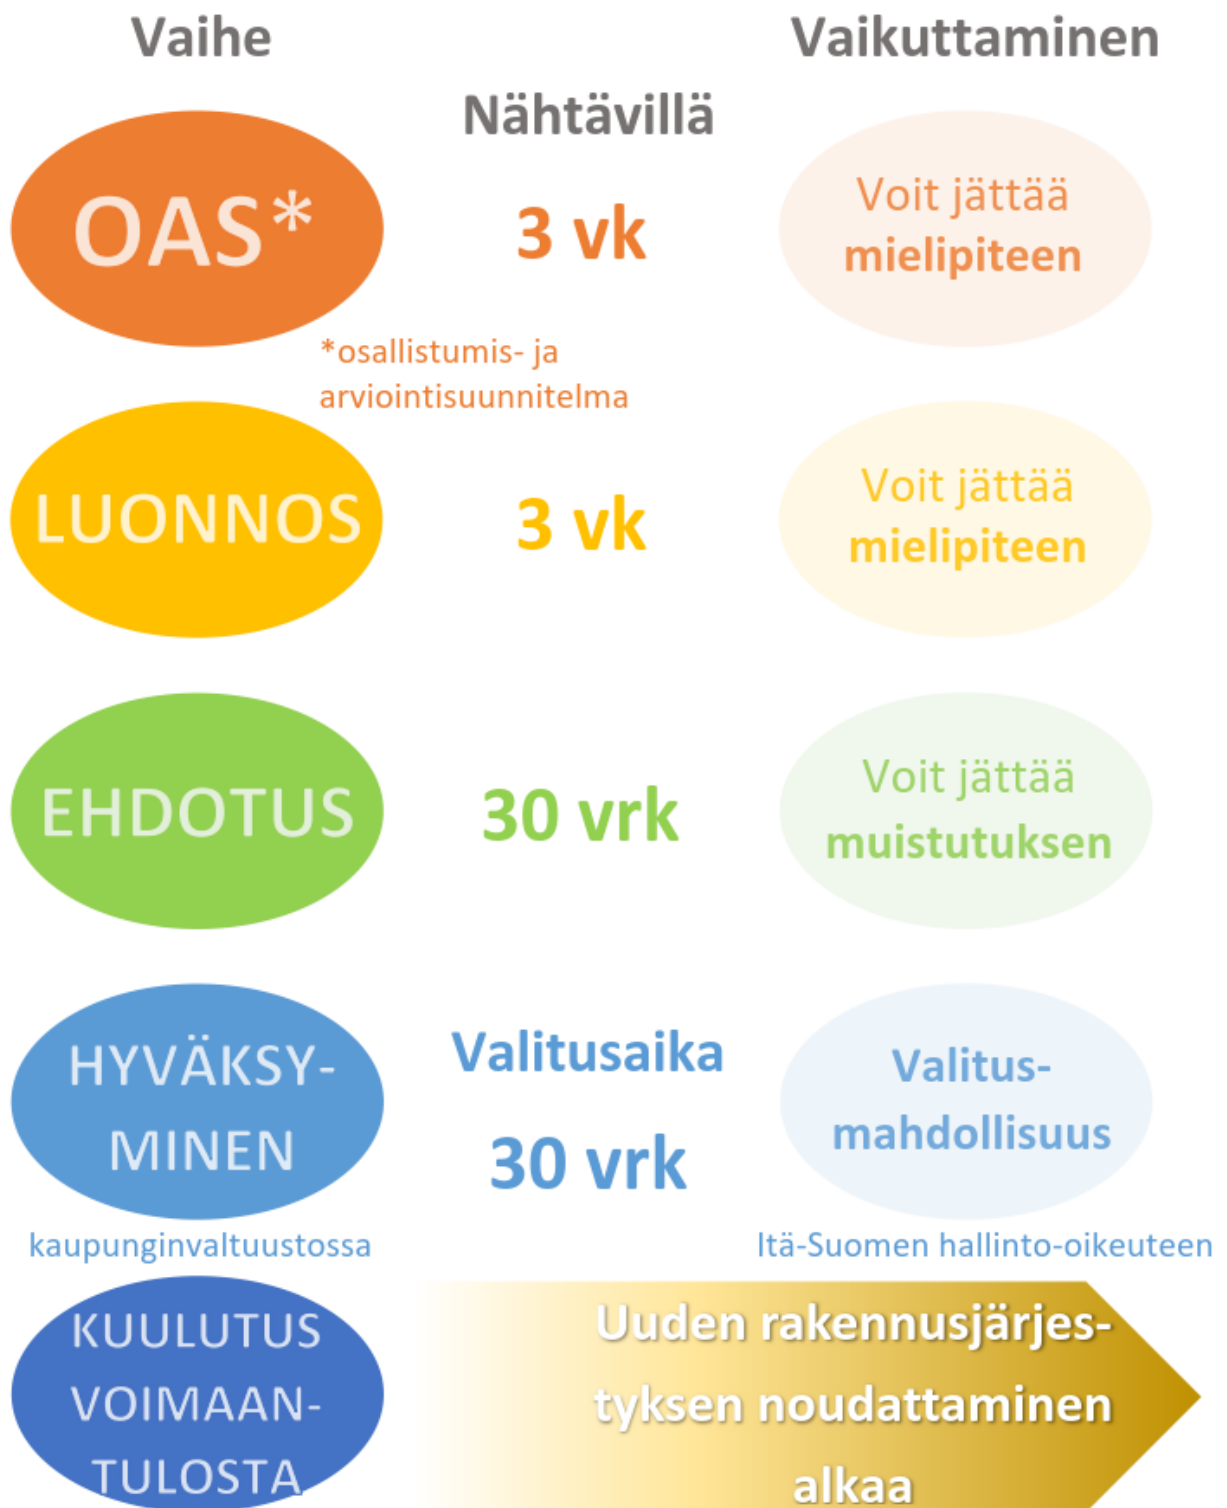 Vaihe
Vaikuttaminen
Nähtävillä
OAS*
3 vk
Voit jättää
mielipiteen
*osallistumis- ja
arviointisuunnitelma
LUONNOS
3 vk
Voit jättää
mielipiteen
EHDOTUS
30 vrk
Voit jättää
muistutuksen
HYVÄKSY-
MINEN
kaupunginvaltuustossa
Valitusaika
30 vrk
Valitus-
mahdollisuus
Itä-Suomen hallinto-oikeuteen
KUULUTUS
VOIMAAN-
TULOSTA
Uuden rakennusjärjes-
tyksen noudattaminen
alkaa